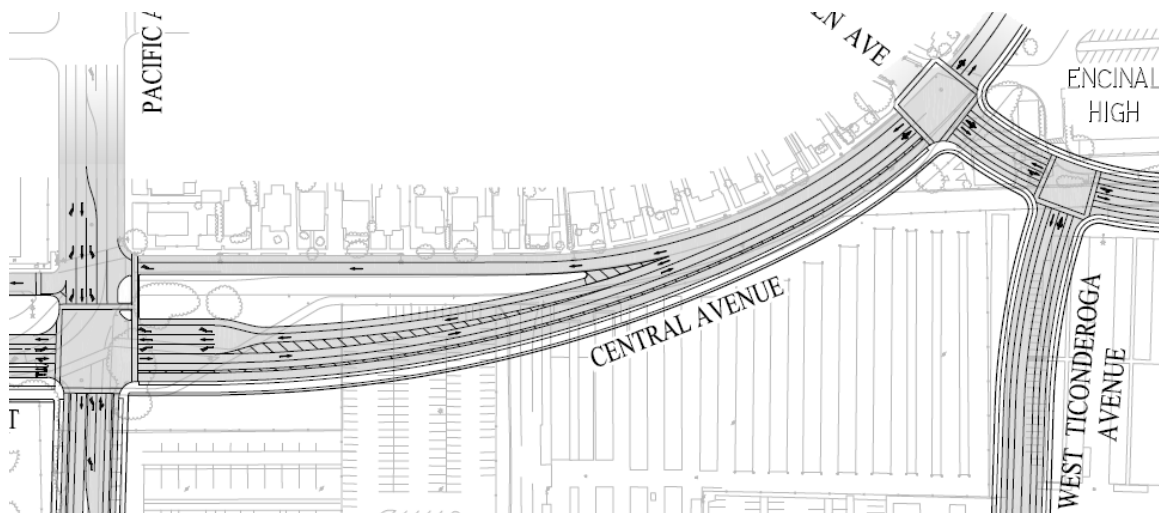 PACIFIC A
EN AVE
ENCINAL
HIGH
CENTRAL AVENUE
WEST TICONDEROGA
AVENUE
T